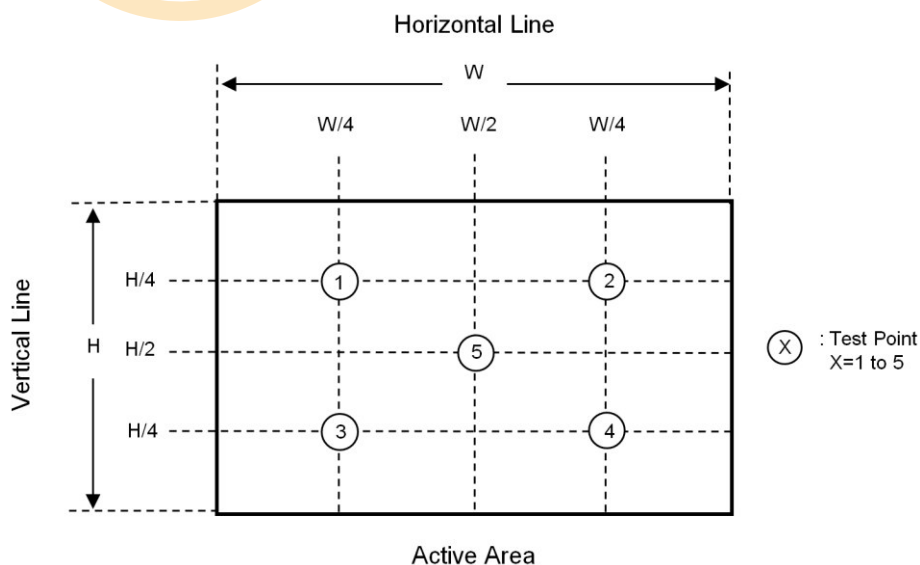 Horizontal Line
W
W/4 W/2 W/4
H/4
1 2
Vertical Line
H H/2
5
X : Test Point
X=1 to 5
H/4
3 4
Active Area